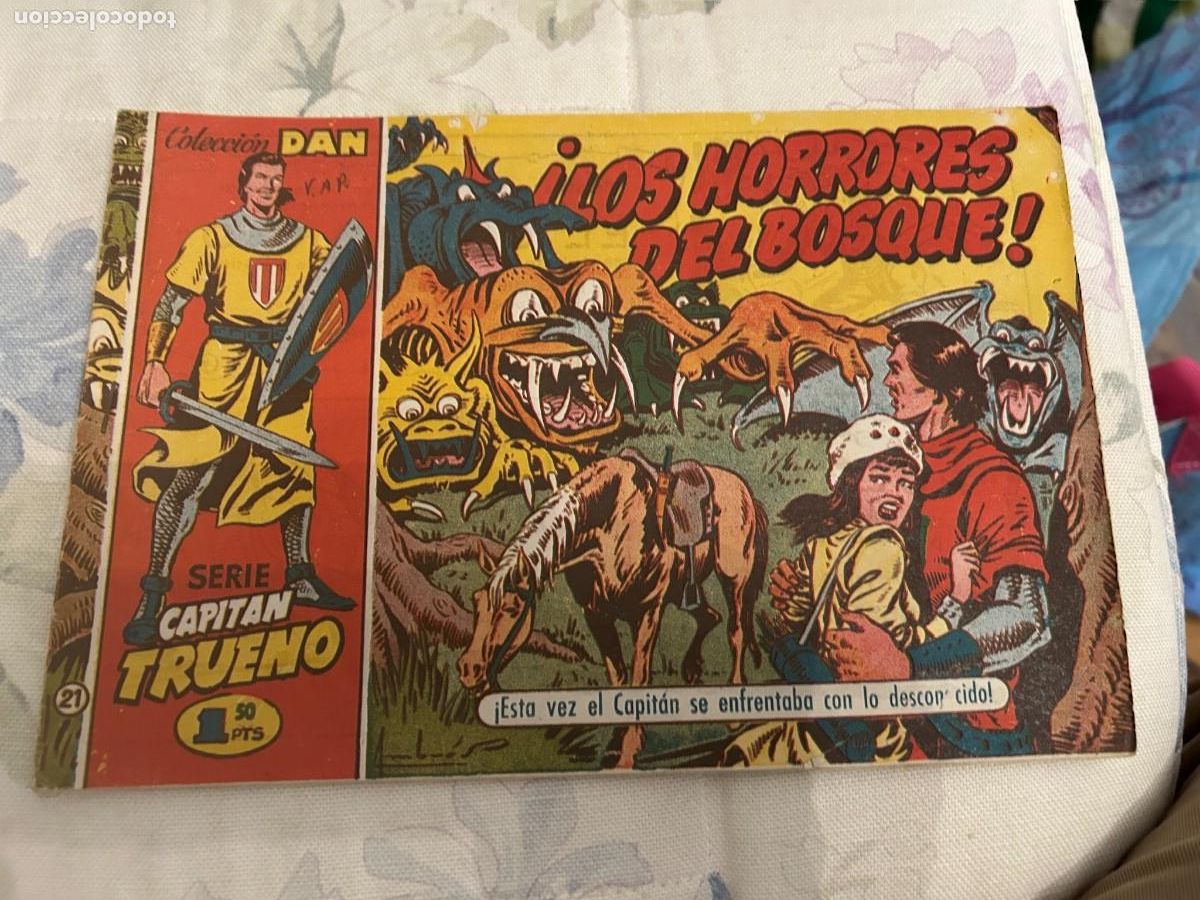 todocoleccion
Colección DAN
V.A.R.
¡LOS HORRORES
DEL BOSQUE!
SERIE
CAPITAN
TRUENO
21
1 50
PTS
¡Esta vez el Capitán se enfrentaba con lo descon cido!
Ambrós